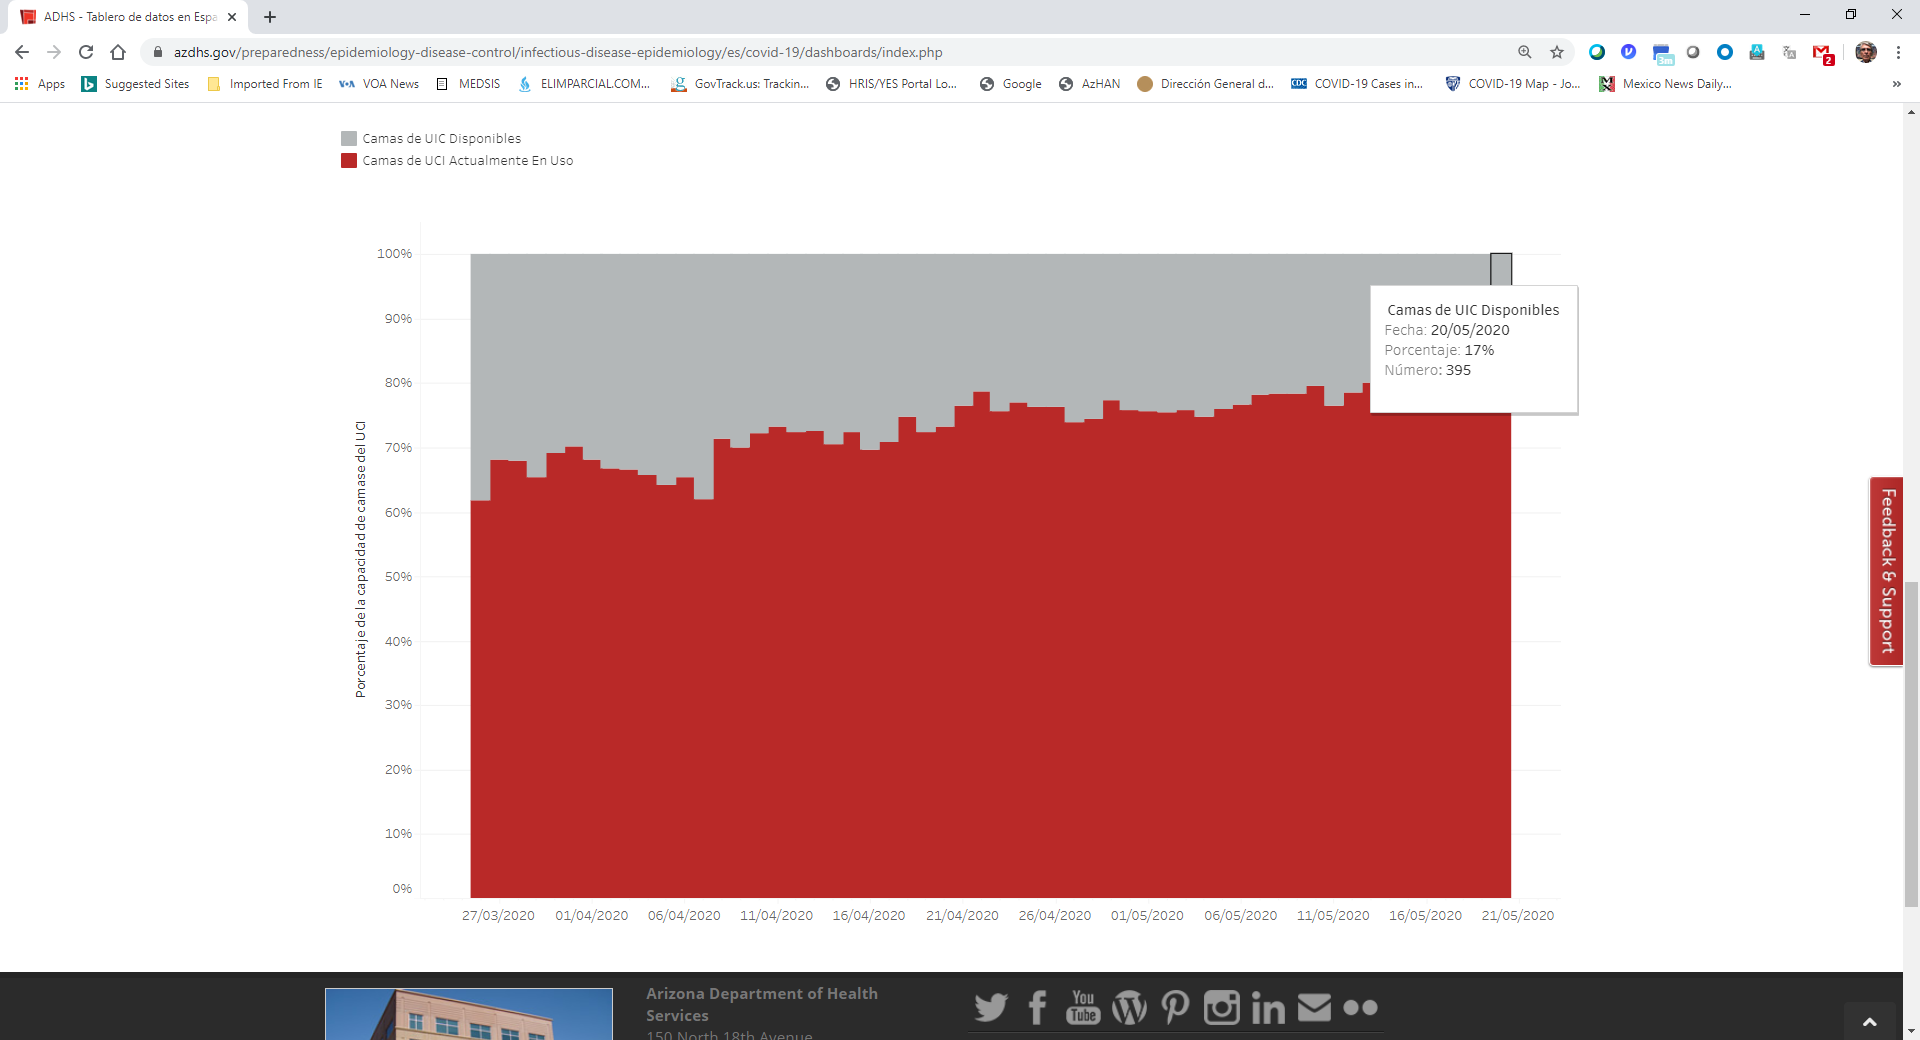 ADHS - Tablero de datos en Espa
azdhs.gov/preparedness/epidemiology-disease-control/infectious-disease-epidemiology/es/covid-19/dashboards/index.php
3m
2
Apps
Suggested Sites
Imported From IE
VOA
VOA News
MEDSIS
ELIMPARCIAL.COM...
GovTrack.us: Trackin...
HRIS/YES Portal Lo...
Google
AzHAN
Dirección General d...
CDC
COVID-19 Cases in...
COVID-19 Map - Jo...
Mexico News Daily...
»
Camas de UIC Disponibles
Camas de UCI Actualmente En Uso
Porcentaje de la capacidad de camase del UCI
100%
90%
80%
70%
60%
50%
40%
30%
20%
10%
0%
Camas de UIC Disponibles
Fecha: 20/05/2020
Porcentaje: 17%
Número: 395
27/03/2020
01/04/2020
06/04/2020
11/04/2020
16/04/2020
21/04/2020
26/04/2020
01/05/2020
06/05/2020
11/05/2020
16/05/2020
21/05/2020
Feedback & Support
Arizona Department of Health
Services
150 North 18th Avenue
You
Tube